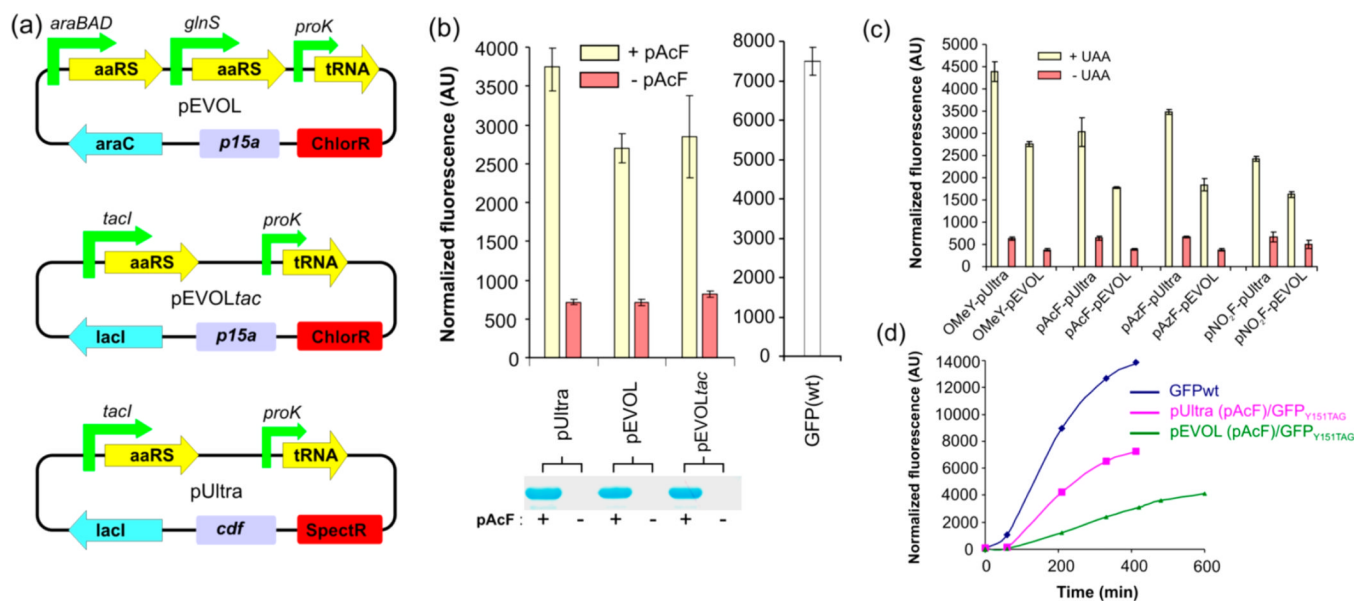 (a)
araBAD
glnS
proK
aaRS
aaRS
tRNA
pEVOL
araC
p15a
ChlorR
tacI
proK
aaRS
tRNA
pEVOLtac
lacI
p15a
ChlorR
tacI
proK
aaRS
tRNA
pUltra
lacI
cdf
SpectR
(b)
Normalized fluorescence (AU)
4000
3500
3000
2500
2000
1500
1000
500
0
+ pAcF
- pAcF
8000
7000
6000
5000
4000
3000
2000
1000
0
pUltra
pEVOL
pEVOLtac
GFP(wt)
pAcF : + - + - + -
(c)
Normalized fluorescence (AU)
5000
4500
4000
3500
3000
2500
2000
1500
1000
500
0
+ UAA
- UAA
OMeY-pUltra
OMeY-pEVOL
pAcF-pUltra
pAcF-pEVOL
pAzF-pUltra
pAzF-pEVOL
pNO2F-pUltra
pNO2F-pEVOL
(d)
Normalized fluorescence (AU)
14000
12000
10000
8000
6000
4000
2000
0
GFPwt
pUltra (pAcF)/GFPY151TAG
pEVOL (pAcF)/GFPY151TAG
0 200 400 600
Time (min)